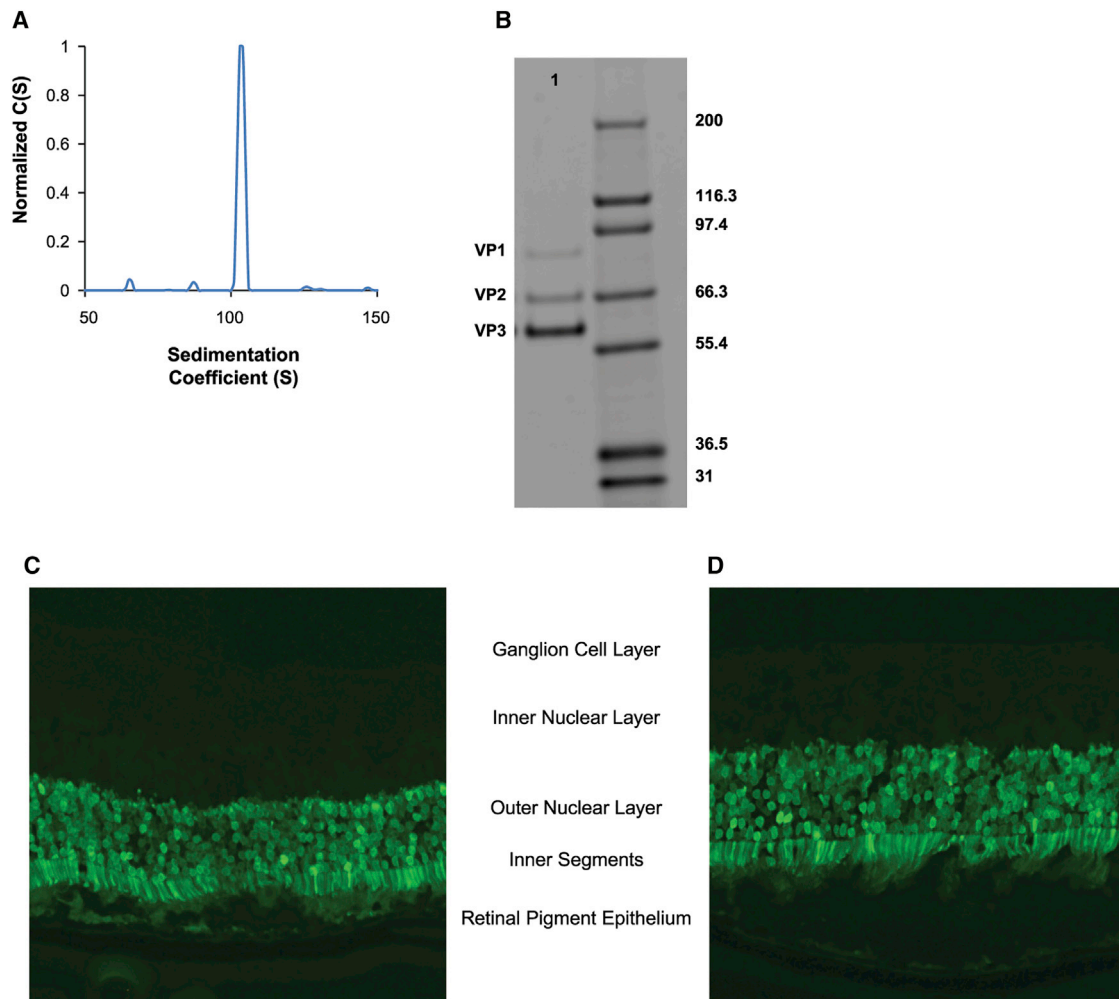 A
Normalized C(S)
1
0.8
0.6
0.4
0.2
0
50
100
150
Sedimentation
Coefficient (S)
B
1
VP1
VP2
VP3
200
116.3
97.4
66.3
55.4
36.5
31
C
Ganglion Cell Layer
Inner Nuclear Layer
Outer Nuclear Layer
Inner Segments
Retinal Pigment Epithelium
D